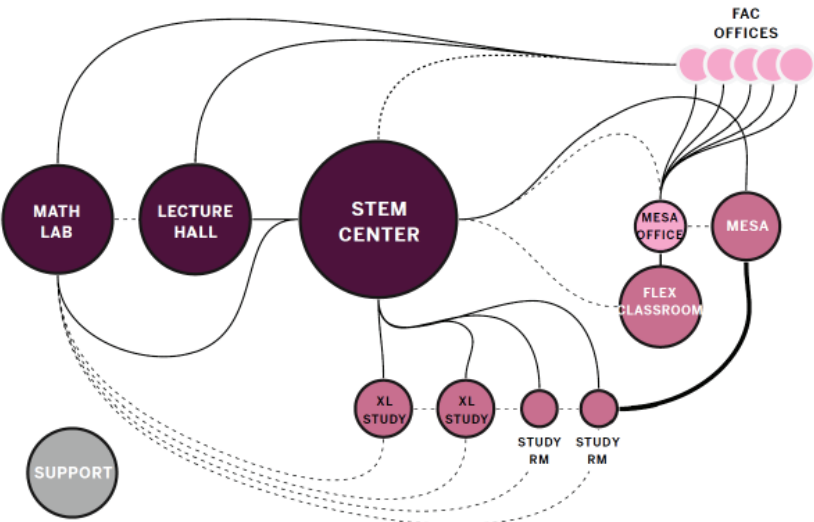 FAC
OFFICES
MATH
LAB
LECTURE
HALL
STEM
CENTER
MESA
OFFICE
MESA
FLEX
CLASSROOM
XL
STUDY
XL
STUDY
STUDY
RM
STUDY
RM
SUPPORT